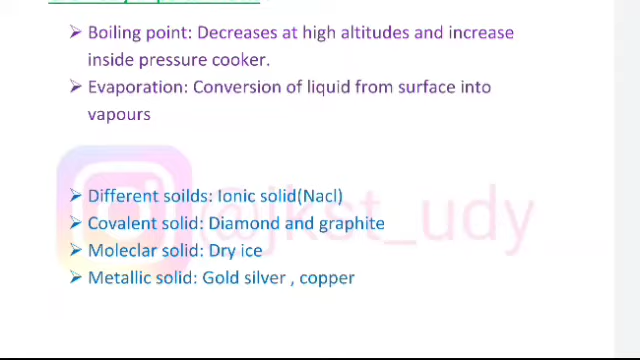 ➢ Boiling point: Decreases at high altitudes and increase
inside pressure cooker.
➢ Evaporation: Conversion of liquid from surface into
vapours
➢ Different soilds: Ionic solid(Nacl)
➢ Covalent solid: Diamond and graphite
➢ Moleclar solid: Dry ice
➢ Metallic solid: Gold silver , copper
@jkst_udy